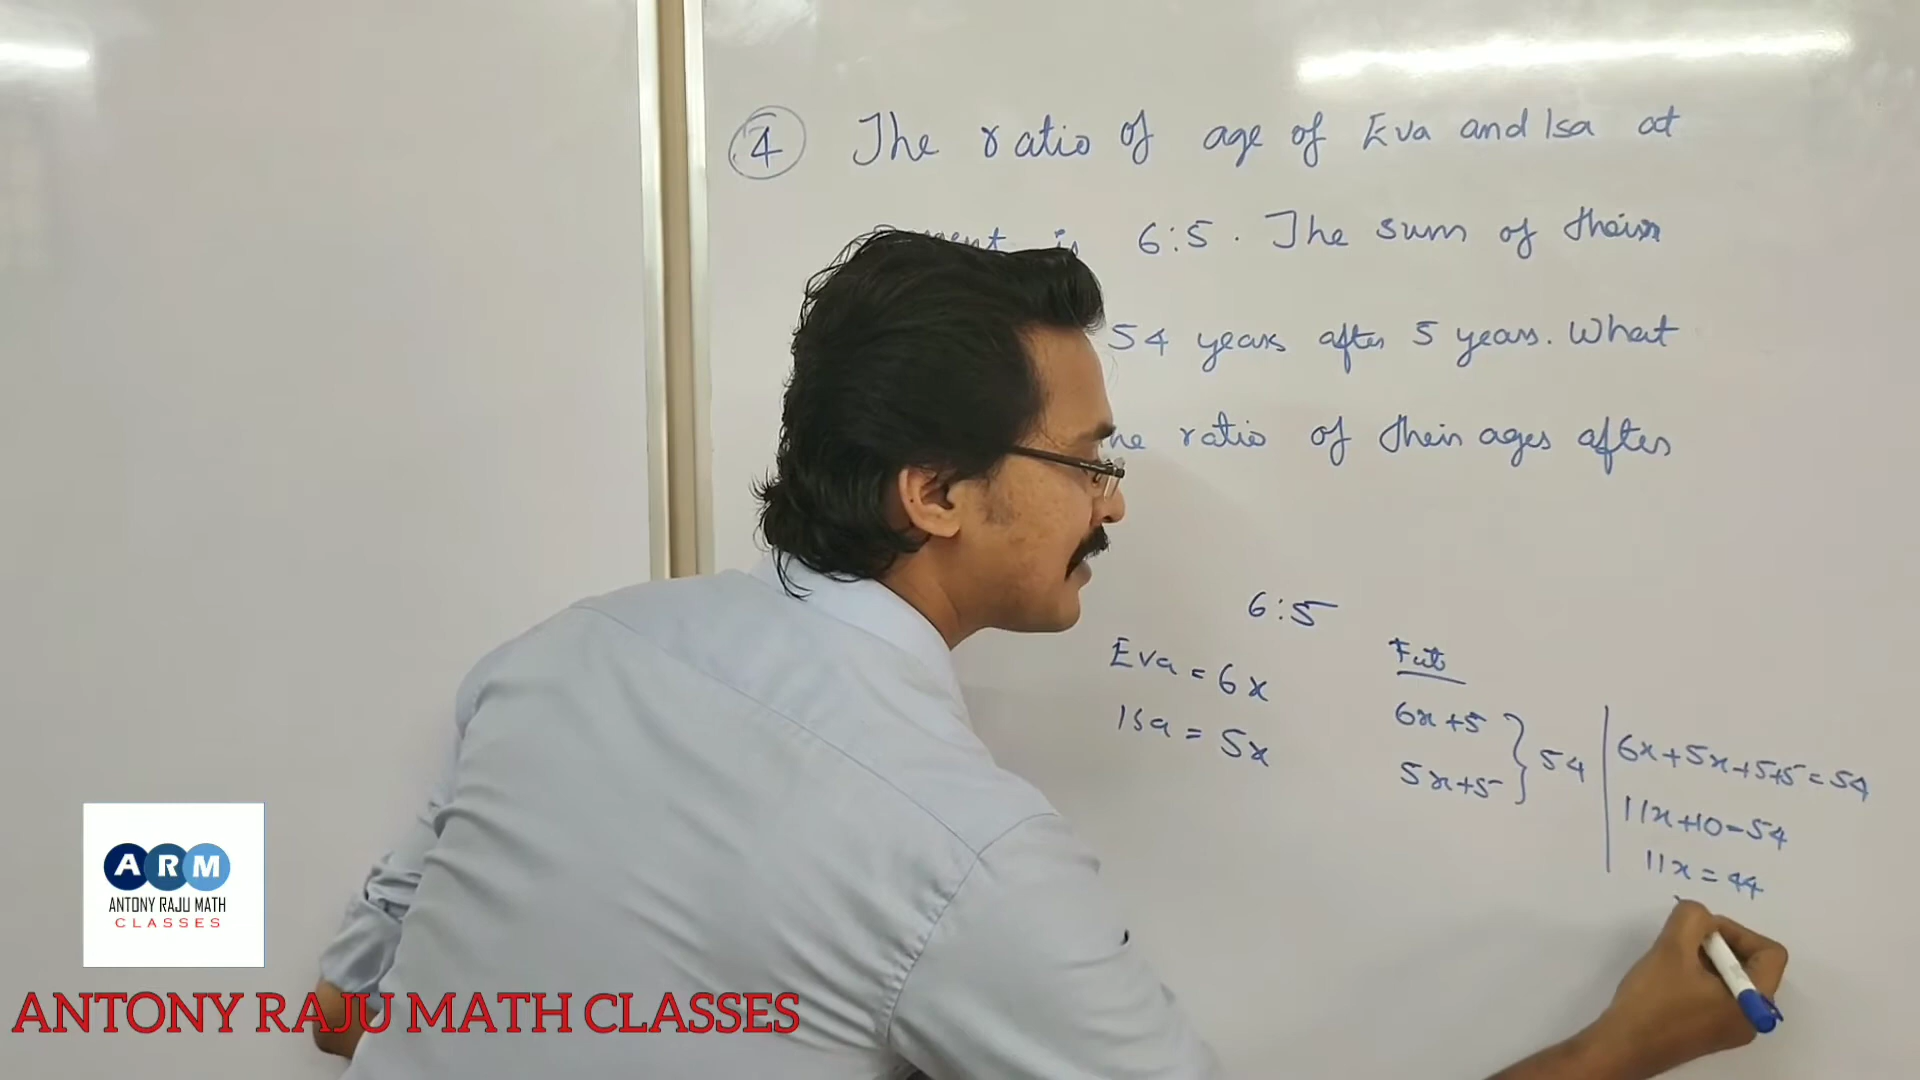 4 The ratio of age of Eva and Isa at
is 6:5. The sum of their
54 years after 5 years. What
ratio of their ages after
6:5
Eva = 6x
Isa = 5x
Fut
6x+5
5x+5
54
6x+5x+5+5=54
11x+10=54
11x=44
ARM
ANTONY RAJU MATH
CLASSES
ANTONY RAJU MATH CLASSES